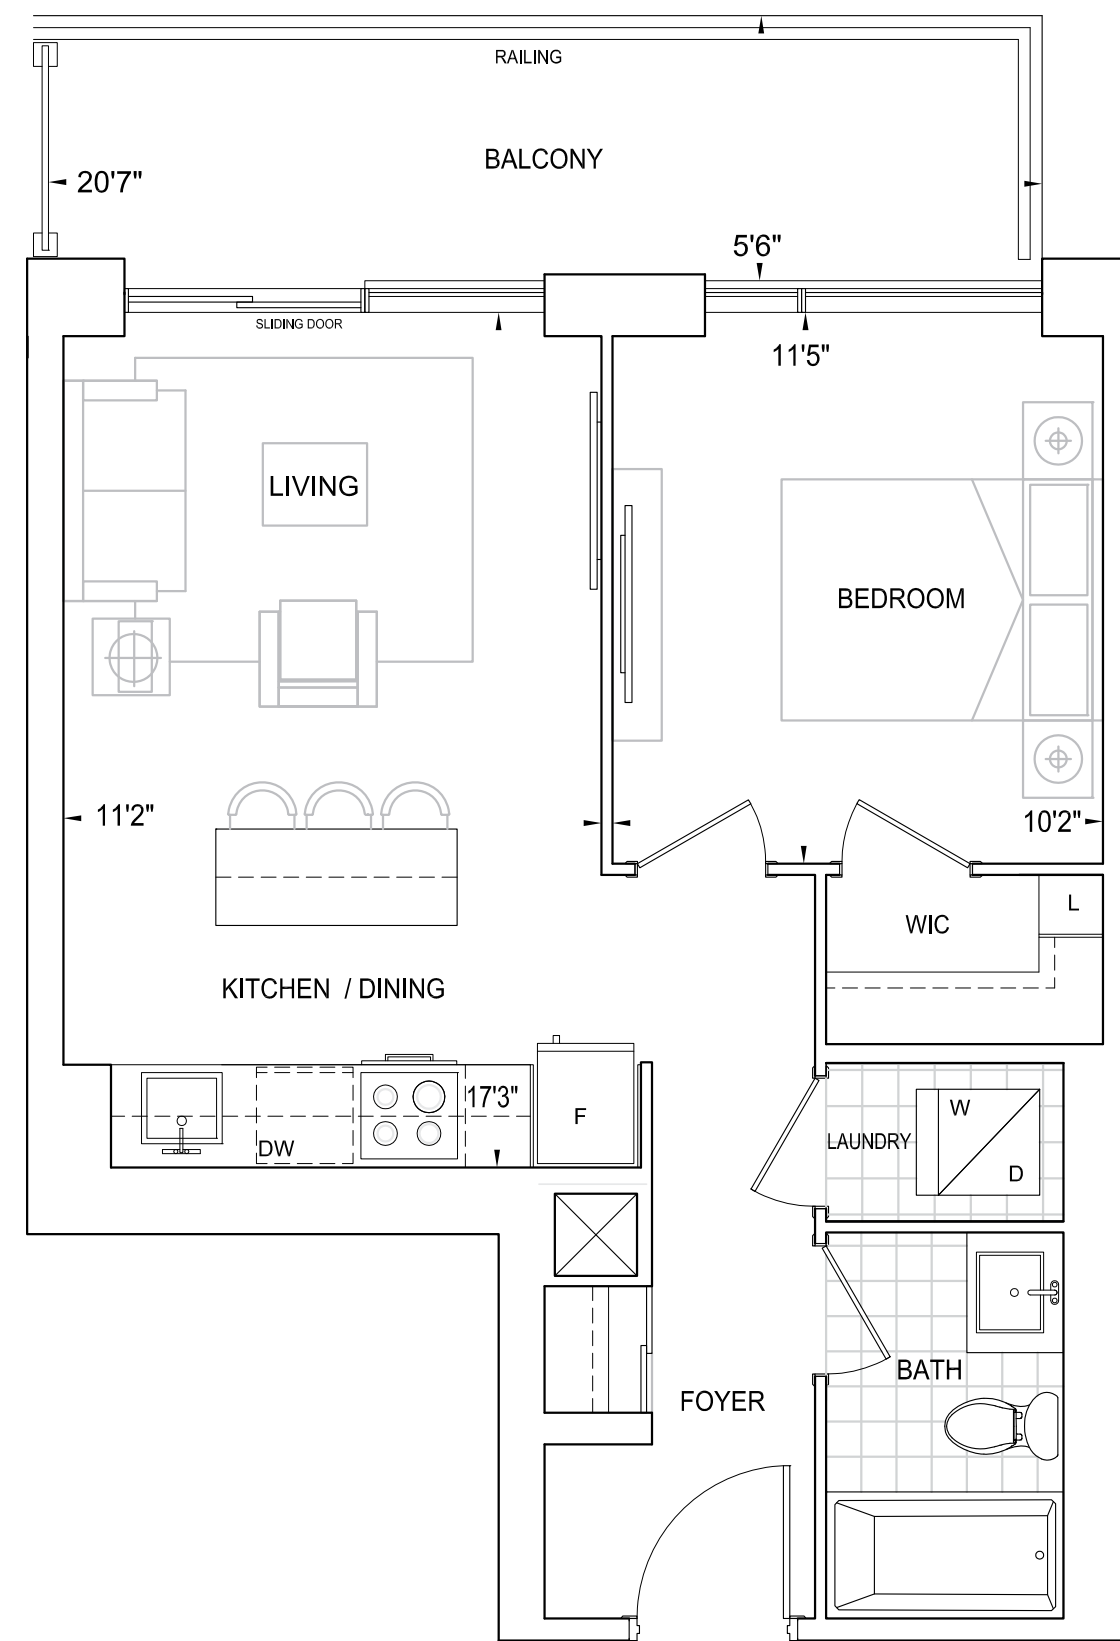 RAILING
BALCONY
20'7"
5'6"
SLIDING DOOR
11'5"
LIVING
BEDROOM
11'2"
10'2"
WIC
L
KITCHEN / DINING
17'3"
F
DW
W
LAUNDRY
D
BATH
FOYER